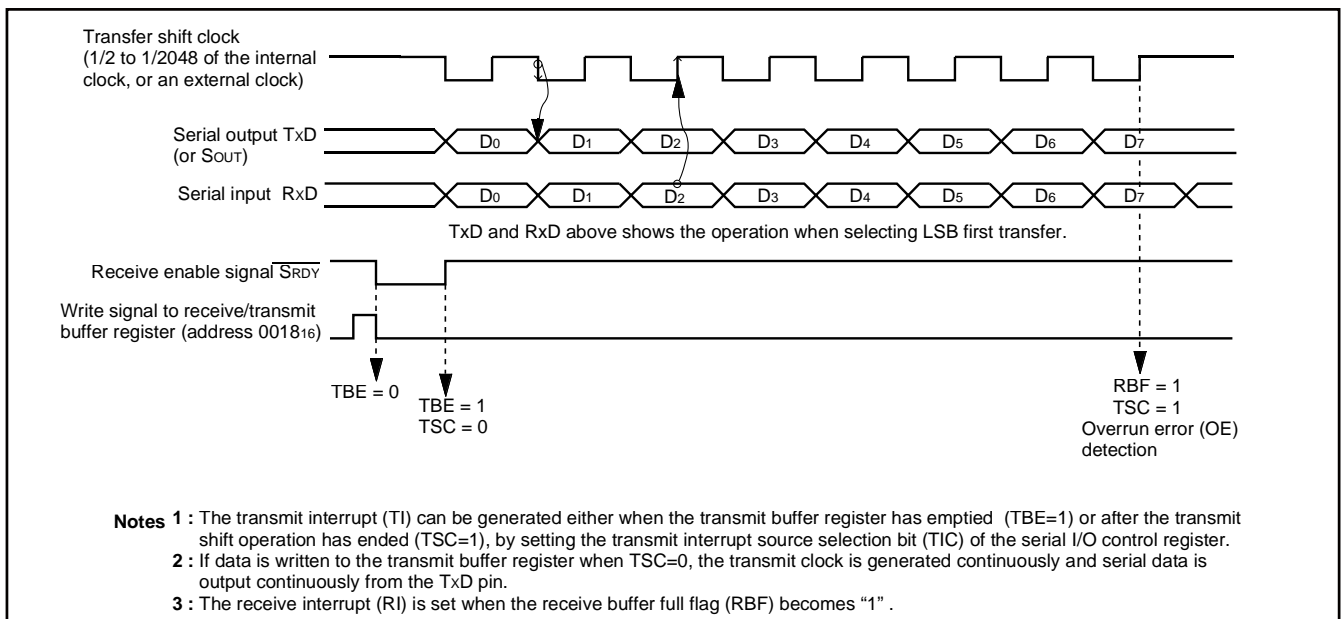 Transfer shift clock
(1/2 to 1/2048 of the internal
clock, or an external clock)
Serial output TxD
(or SOUT)
D0 D1 D2 D3 D4 D5 D6 D7
Serial input RxD
D0 D1 D2 D3 D4 D5 D6 D7
TxD and RxD above shows the operation when selecting LSB first transfer.
Receive enable signal SRDY
Write signal to receive/transmit
buffer register (address 001816)
TBE = 0
TBE = 1
TSC = 0
RBF = 1
TSC = 1
Overrun error (OE)
detection
Notes 1 : The transmit interrupt (TI) can be generated either when the transmit buffer register has emptied (TBE=1) or after the transmit
shift operation has ended (TSC=1), by setting the transmit interrupt source selection bit (TIC) of the serial I/O control register.
2 : If data is written to the transmit buffer register when TSC=0, the transmit clock is generated continuously and serial data is
output continuously from the TxD pin.
3 : The receive interrupt (RI) is set when the receive buffer full flag (RBF) becomes “1” .